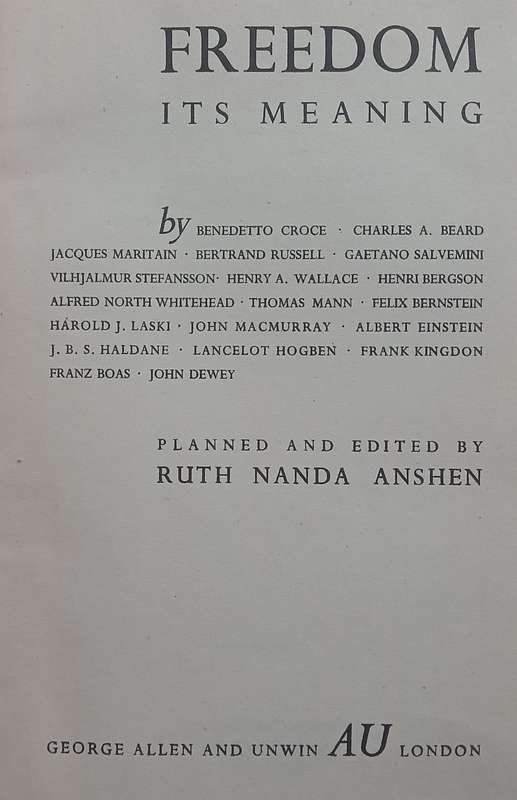 FREEDOM
ITS MEANING
by BENEDETTO CROCE · CHARLES A. BEARD
JACQUES MARITAIN · BERTRAND RUSSELL · GAETANO SALVEMINI
VILHJALMUR STEFANSSON · HENRY A. WALLACE · HENRI BERGSON
ALFRED NORTH WHITEHEAD · THOMAS MANN · FELIX BERNSTEIN
HAROLD J. LASKI · JOHN MACMURRAY · ALBERT EINSTEIN
J. B. S. HALDANE · LANCELOT HOGBEN · FRANK KINGDON
FRANZ BOAS · JOHN DEWEY
PLANNED AND EDITED BY
RUTH NANDA ANSHEN
GEORGE ALLEN AND UNWIN AU LONDON